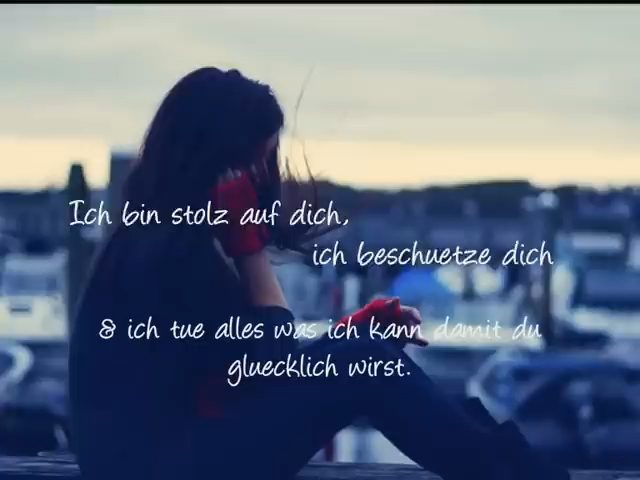 Ich bin stolz auf dich,
ich beschuetze dich
& ich tue alles was ich kann damit du
gluecklich wirst.